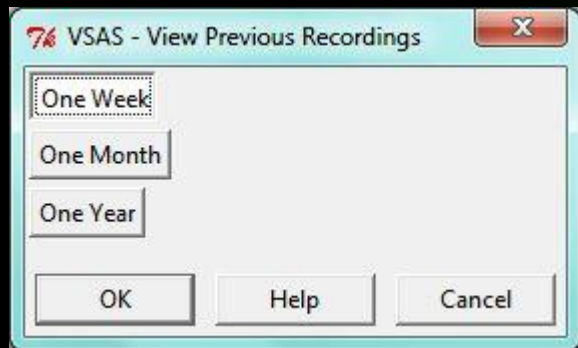 VSAS - View Previous Recordings
One Week
One Month
One Year
OK Help Cancel